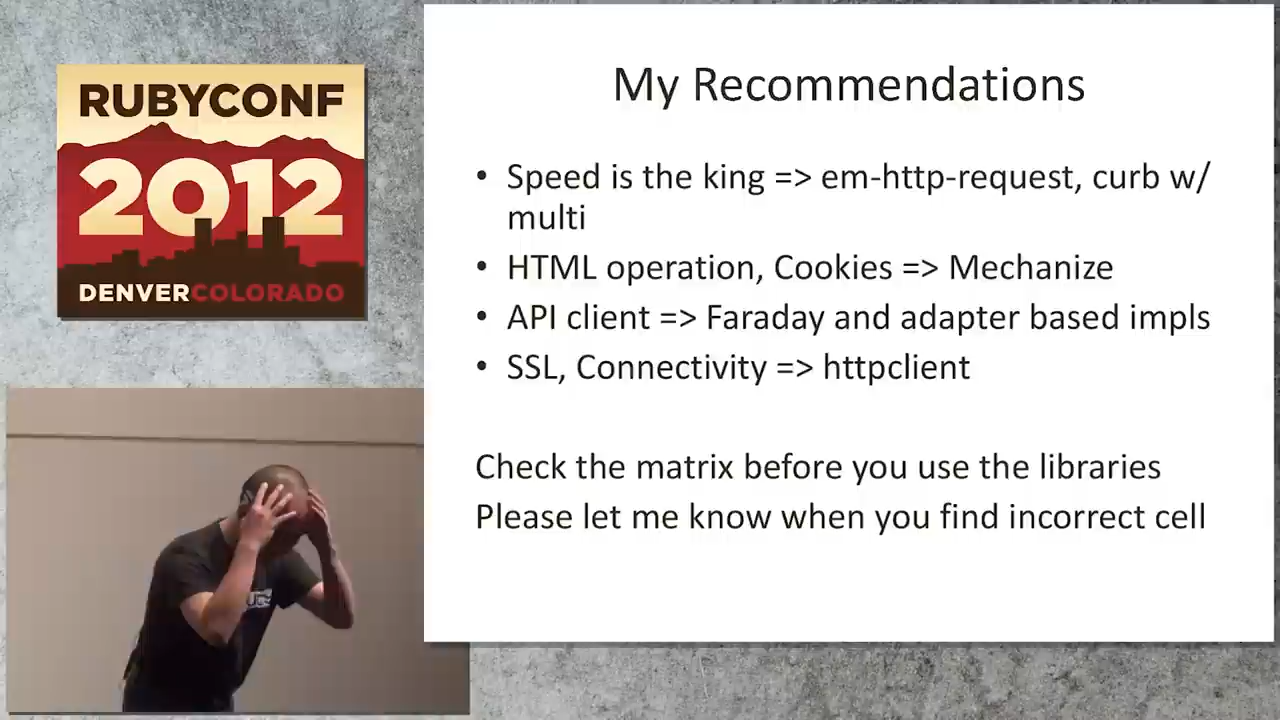 RUBYCONF
2012
DENVERCOLORADO
My Recommendations
• Speed is the king => em-http-request, curb w/
multi
• HTML operation, Cookies => Mechanize
• API client => Faraday and adapter based impls
• SSL, Connectivity => httpclient
Check the matrix before you use the libraries
Please let me know when you find incorrect cell